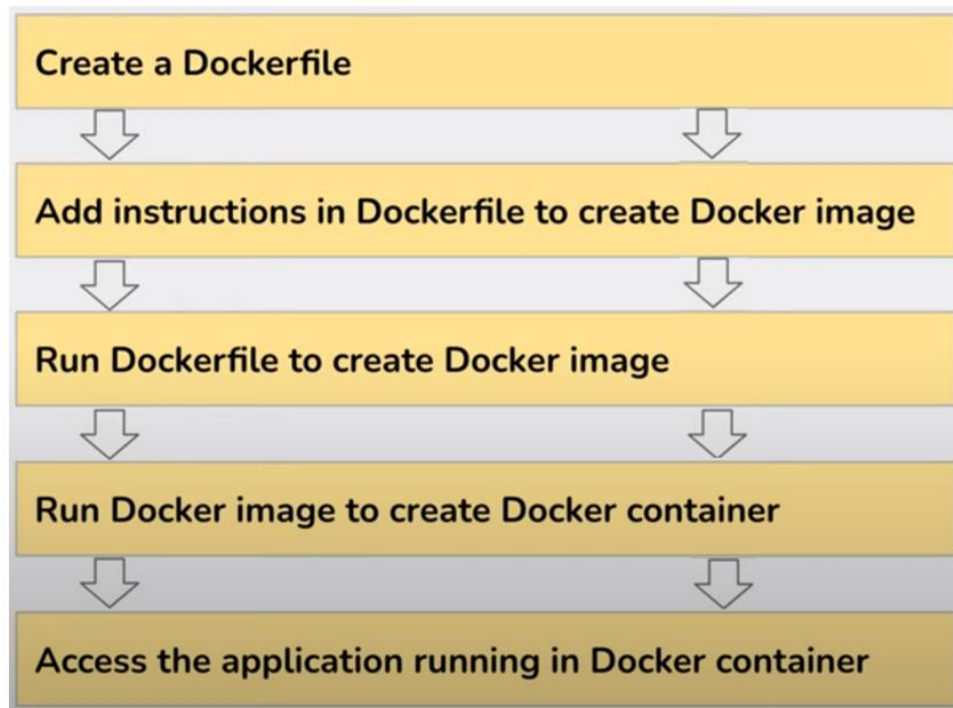 Create a Dockerfile
Add instructions in Dockerfile to create Docker image
Run Dockerfile to create Docker image
Run Docker image to create Docker container
Access the application running in Docker container